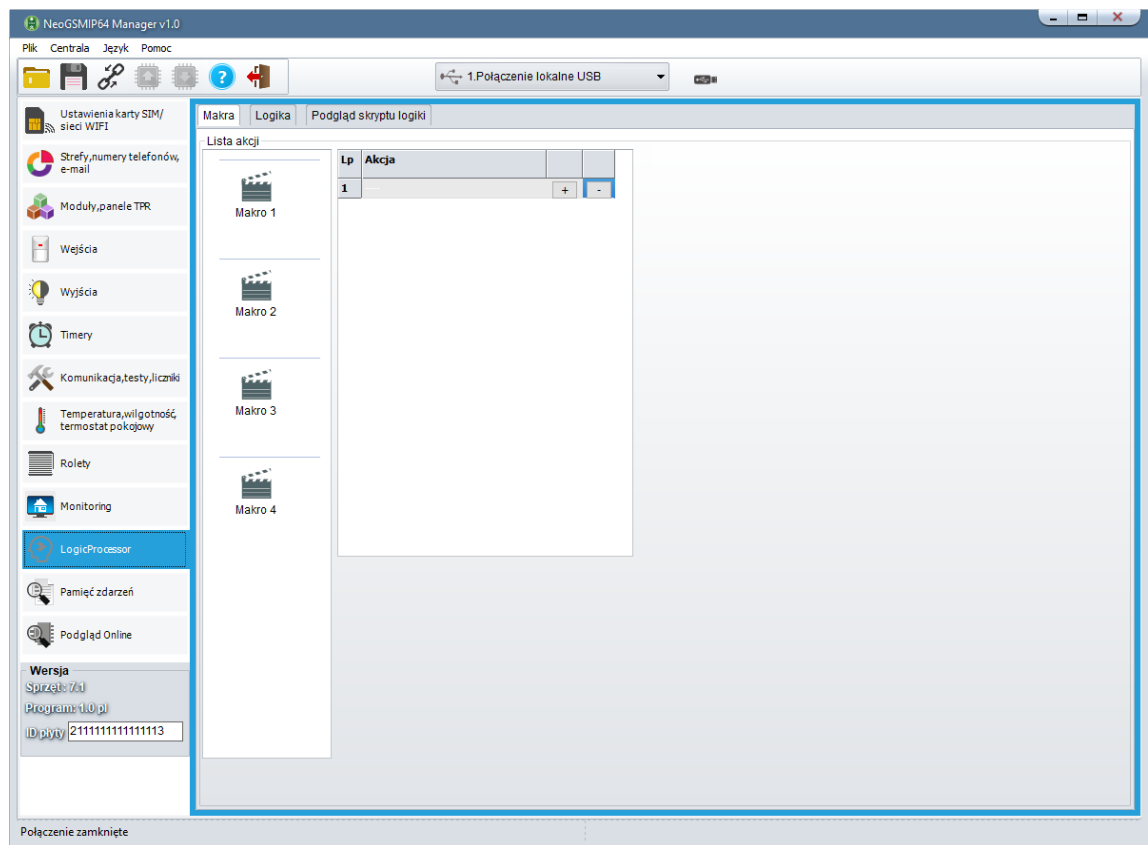 NeoGSMIP64 Manager v1.0
Plik Centrala Język Pomoc
1.Połączenie lokalne USB
Ustawienia karty SIM/
sieci WIFI
Strefy,numery telefonów,
e-mail
Moduły,panele TPR
Wejścia
Wyjścia
Timery
Komunikacja,testy,liczniki
Temperatura,wilgotność,
termostat pokojowy
Rolety
Monitoring
LogicProcessor
Pamięć zdarzeń
Podgląd Online
Wersja
Sprzęt: 7.1
Program: 1.0 pl
ID płyty 2111111111111113
Makra Logika Podgląd skryptu logiki
Lista akcji
Makro 1
Makro 2
Makro 3
Makro 4
Lp Akcja
1 + -
Połączenie zamknięte